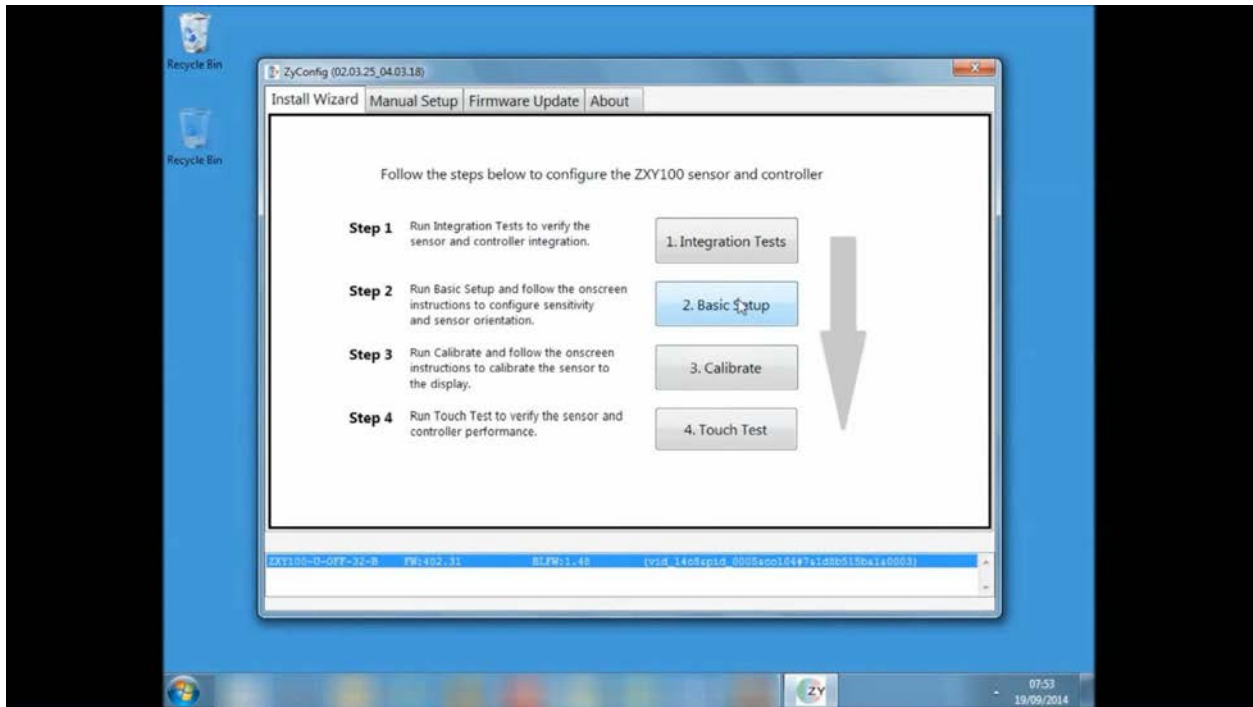 Recycle Bin
Recycle Bin
ZyConfig (02.03.25_04.03.18)
Install Wizard Manual Setup Firmware Update About
Follow the steps below to configure the ZXY100 sensor and controller
Step 1 Run Integration Tests to verify the
sensor and controller integration.
1. Integration Tests
Step 2 Run Basic Setup and follow the onscreen
instructions to configure sensitivity
and sensor orientation.
2. Basic Setup
Step 3 Run Calibrate and follow the onscreen
instructions to calibrate the sensor to
the display.
3. Calibrate
Step 4 Run Touch Test to verify the sensor and
controller performance.
4. Touch Test
ZXY100-U-OFF-32-B FW:402.31 BLFW:1.48
ZY
07:53
19/09/2014